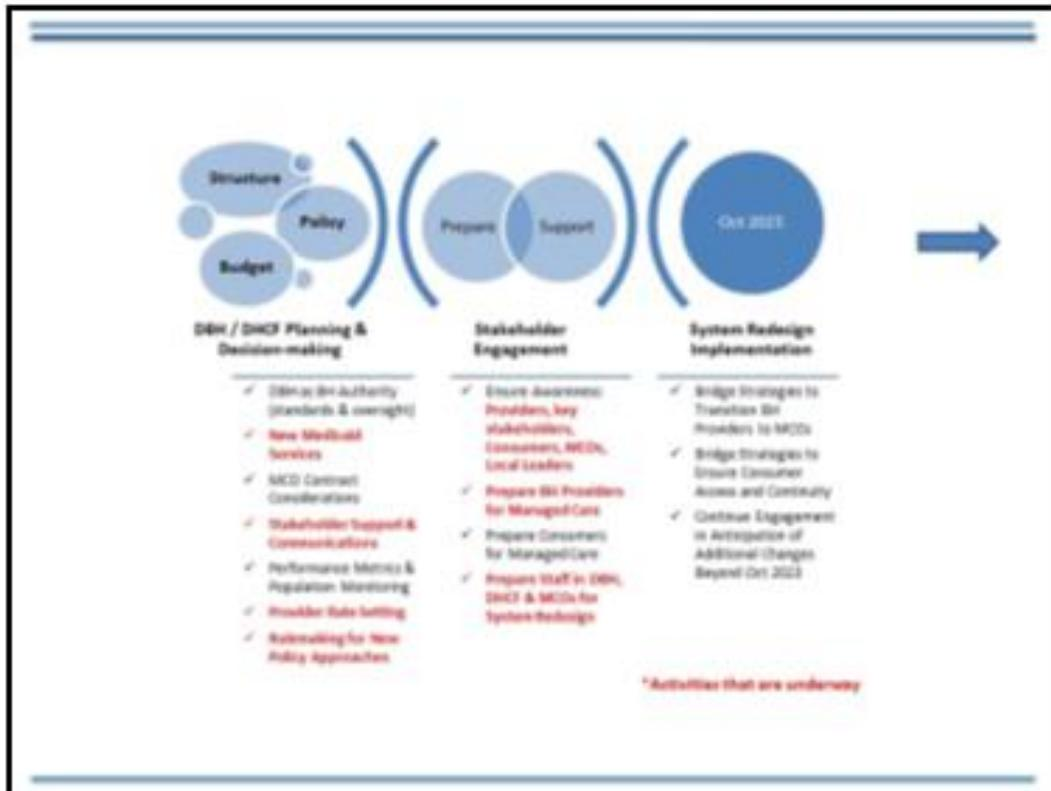 Structure
Policy
Budget
Prepare
Support
Oct 2023
DBH / DHCF Planning &
Decision-making
Stakeholder
Engagement
System Redesign
Implementation
✓ DBH as BH Authority
(standards & oversight)
✓ New Medicaid
Services
✓ MCO Contract
Considerations
✓ Stakeholder Support &
Communications
✓ Performance Metrics &
Population Monitoring
✓ Provider Rate Setting
✓ Rulemaking for New
Policy Approaches
✓ Ensure Awareness:
Providers, key
stakeholders,
Consumers, MCOs,
Local Leaders
✓ Prepare BH Providers
for Managed Care
✓ Prepare Consumers
for Managed Care
✓ Prepare Staff in DBH,
DHCF & MCOs for
System Redesign
✓ Bridge Strategies to
Transition BH
Providers to MCOs
✓ Bridge Strategies to
Ensure Consumer
Access and Continuity
✓ Continue Engagement
in Anticipation of
Additional Changes
Beyond Oct 2023
*Activities that are underway